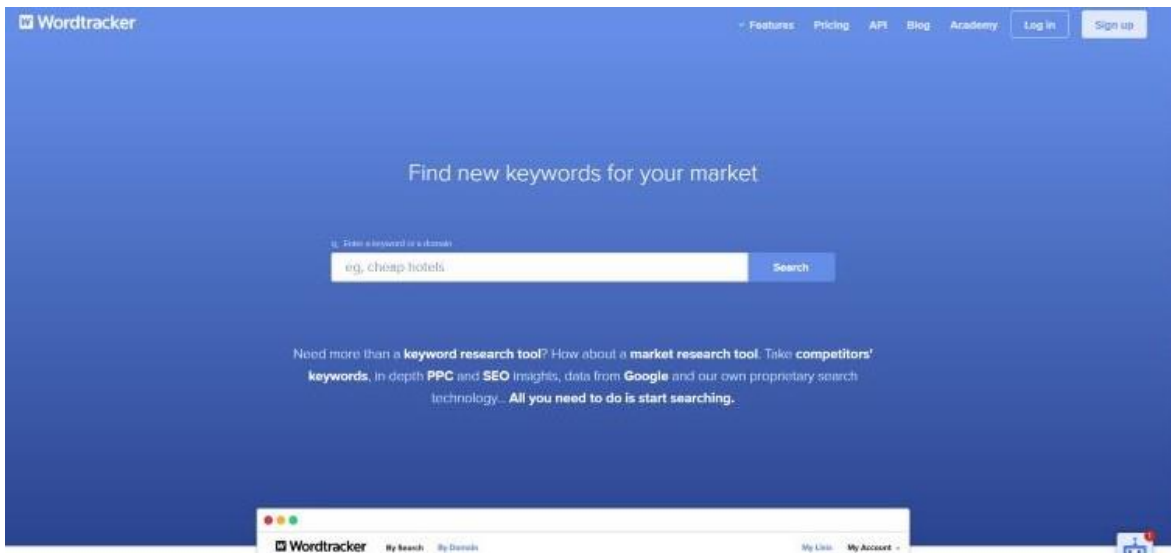 W Wordtracker
Features Pricing API Blog Academy Log in Sign up
Find new keywords for your market
Enter a keyword or a domain
eg, cheap hotels
Search
Need more than a keyword research tool? How about a market research tool. Take competitors'
keywords, in-depth PPC and SEO insights, data from Google and our own proprietary search
technology... All you need to do is start searching.
W Wordtracker By Search By Domain My Lists My Account
1